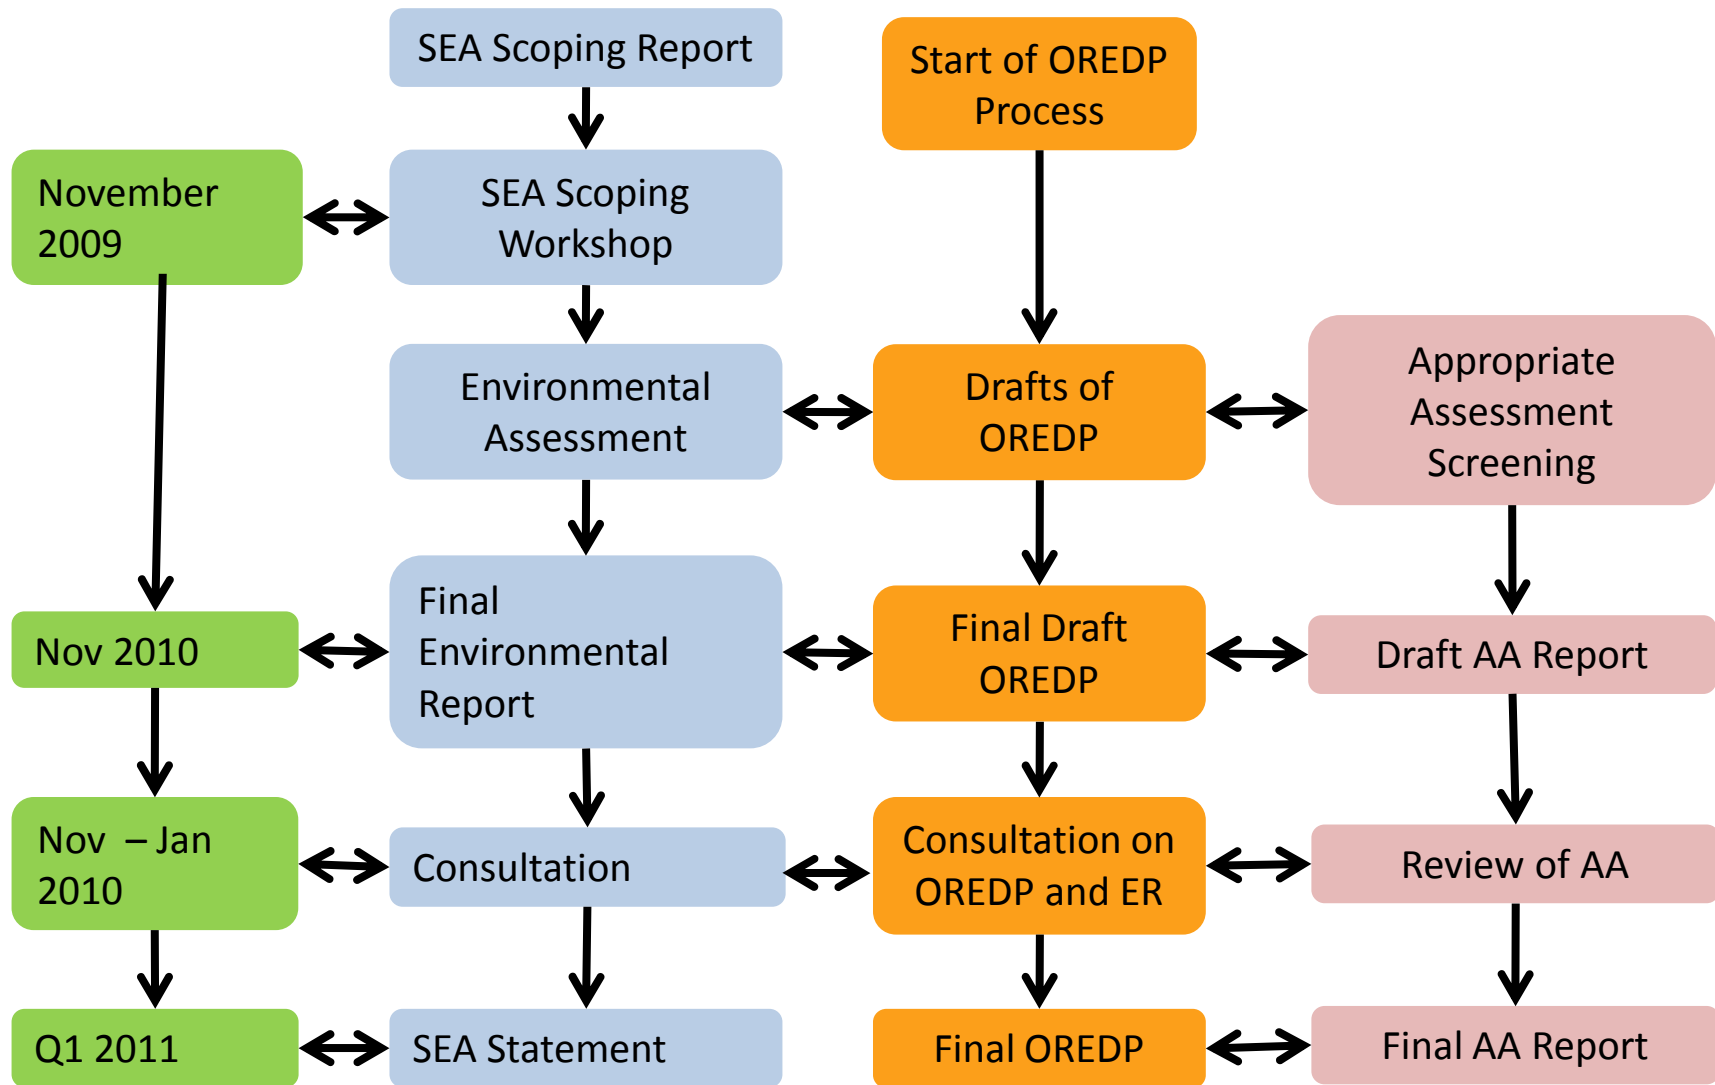 SEA Scoping Report
Start of OREDP
Process
November
2009
SEA Scoping
Workshop
Environmental
Assessment
Drafts of
OREDP
Appropriate
Assessment
Screening
Nov 2010
Final
Environmental
Report
Final Draft
OREDP
Draft AA Report
Nov – Jan
2010
Consultation
Consultation on
OREDP and ER
Review of AA
Q1 2011
SEA Statement
Final OREDP
Final AA Report